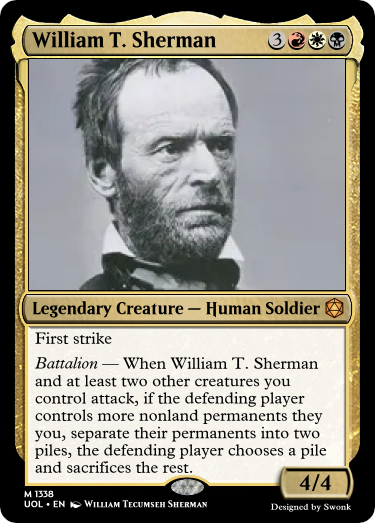 William T. Sherman 3
Legendary Creature — Human Soldier
First strike
Battalion — When William T. Sherman
and at least two other creatures you
control attack, if the defending player
controls more nonland permanents they
you, separate their permanents into two
piles, the defending player chooses a pile
and sacrifices the rest.
4/4
M 1338
UOL • EN William Tecumseh Sherman
Designed by Swonk